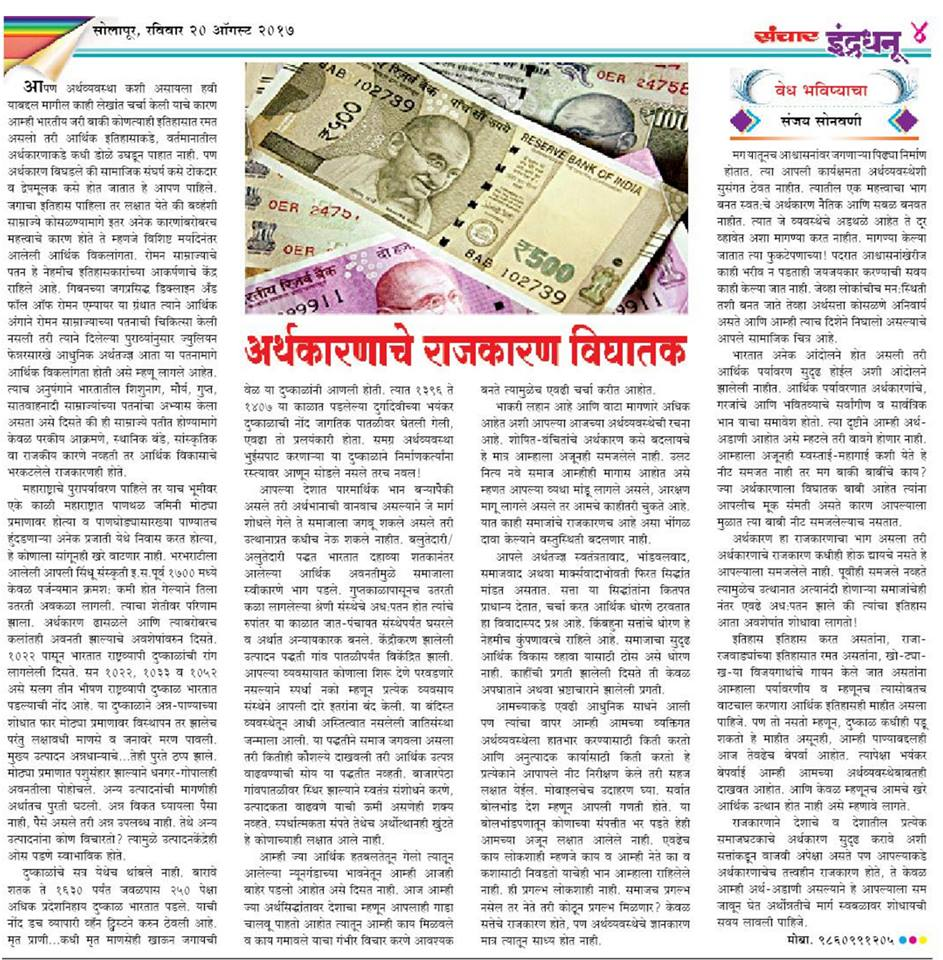 सोलापूर, रविवार २० ऑगस्ट २०१७
संचार इंद्रधनू ४
आपण अर्थव्यवस्था कशी असायला हवी
याबद्दल मागील काही लेखांत चर्चा केली याचे कारण
आम्ही भारतीय जरी बाकी कोणत्याही इतिहासात रमत
असलो तरी आर्थिक इतिहासाकडे, वर्तमानातील
अर्थकारणाकडे कधी डोळे उघडून पाहात नाही. पण
अर्थकारण बिघडले की सामाजिक संघर्ष कसे टोकदार
व द्वेषमूलक कसे होत जातात हे आपण पाहिले.
जगाचा इतिहास पाहिला तर लक्षात येते की बव्हंशी
साम्राज्ये कोसळण्यामागे इतर अनेक कारणांबरोबरच
महत्त्वाचे कारण होते ते म्हणजे विशिष्ट मर्यादेनंतर
आलेली आर्थिक विकलांगता. रोमन साम्राज्याचे
पतन हे नेहमीच इतिहासकारांच्या आकर्षणाचे केंद्र
राहिले आहे. गिबनच्या जगप्रसिद्ध डिक्लाइन अँड
फॉल ऑफ रोमन एम्पायर या ग्रंथात त्याने आर्थिक
अंगाने रोमन साम्राज्याच्या पतनाची चिकित्सा केली
नसली तरी त्याने दिलेल्या पुराव्यांनुसार ज्युलियन
फेन्नरसारखे आधुनिक अर्थतज्ज्ञ आता या पतनामागे
आर्थिक विकलांगता होती असे म्हणू लागले आहेत.
त्याच अनुषंगाने भारतातील शिशुनाग, मौर्य, गुप्त,
सातवाहनादी साम्राज्यांच्या पतनांचा अभ्यास केला
असता असे दिसते की ही साम्राज्ये पतीत होण्यामागे
केवळ परकीय आक्रमणे, स्थानिक बंडे, सांस्कृतिक
वा राजकीय कारणे नव्हती तर आर्थिक विकासाचे
भरकटलेले राजकारणही होते.
महाराष्ट्राचे पुरापर्यावरण पाहिले तर याच भूमीवर
एके काळी महाराष्ट्रात पाणथळ जमिनी मोठ्या
प्रमाणावर होत्या व पाणघोड्यासारख्या पाण्यातच
हुंदडणाऱ्या अनेक प्रजाती येथे निवास करत होत्या,
हे कोणाला सांगूनही खरे वाटणार नाही. भरभराटीला
आलेली आपली सिंधू संस्कृती इ.स.पूर्व १७०० मध्ये
केवळ पर्जन्यमान क्रमश: कमी होत गेल्याने तिला
उतरती अवकळा लागली. त्याचा शेतीवर परिणाम
झाला. अर्थकारण ढासळले आणि त्याबरोबरच
कलांतही अवनती झाल्याचे अवशेषांवरुन दिसते.
१०२२ पासून भारतात राष्ट्रव्यापी दुष्काळांची रांग
लागलेली दिसते. सन १०२२, १०३३ व १०५२
असे सलग तीन भीषण राष्ट्रव्यापी दुष्काळ भारतात
पडल्याची नोंद आहे. या दुष्काळाने अन्न-पाण्याच्या
शोधात फार मोठ्या प्रमाणावर विस्थापन तर झालेच
परंतु लक्षावधी माणसे व जनावरे मरण पावली.
मुख्य उत्पादन अन्नधान्याचे...तेही पुरते ठप्प झाले.
मोठ्या प्रमाणात पशुसंहार झाल्याने धनगर-गोपालही
अवनतीला पोहोचले. अन्य उत्पादनांची मागणीही
अर्थातच पुरती घटली. अन्न विकत घ्यायला पैसा
नाही, पैसे असले तरी अन्न उपलब्ध नाही. तेथे अन्य
उत्पादनांना कोण विचारतो? त्यामुळे उत्पादनकेंद्रेही
ओस पडणे स्वाभाविक होते.
दुष्काळांचे सत्र येथेच थांबले नाही. बारावे
शतक ते १६३० पर्यंत जवळपास २५० पेक्षा
अधिक प्रदेशनिहाय दुष्काळ भारतात पडले. याची
नोंद डच व्यापारी व्हॅन ट्विस्टने करुन ठेवली आहे.
मृत प्राणी...कधी मृत माणसेही खाऊन जगायची
अर्थकारणाचे राजकारण विघातक
वेळ या दुष्काळांनी आणली होती. त्यात १३९६ ते
१४०७ या काळात पडलेल्या दुर्गादेवीच्या भयंकर
दुष्काळाची नोंद जागतिक पातळीवर घेतली गेली,
एवढा तो प्रलयंकारी होता. समग्र अर्थव्यवस्था
भुईसपाट करणाऱ्या या दुष्काळाने निर्माणकर्त्यांना
रस्त्यावर आणून सोडले नसले तरच नवल!
आपल्या देशात पारमार्थिक भान बऱ्यापैकी
असले तरी अर्थभानाची वानवाच असल्याने जे मार्ग
शोधले गेले ते समाजाला जगवू शकले असले तरी
उत्थानाप्रत कधीच नेऊ शकले नाहीत. बलुतेदारी/
अलुतेदारी पद्धत भारतात दहाव्या शतकानंतर
आलेल्या आर्थिक अवनतीमुळे समाजाला
स्वीकारणे भाग पडले. गुप्तकाळापासूनच उतरती
कळा लागलेल्या श्रेणी संस्थेचे अध:पतन होत त्यांचे
रुपांतर या काळात जात-पंचायत संस्थेपर्यंत घसरले
व अर्थात अन्यायकारक बनले. केंद्रीकरण झालेली
उत्पादन पद्धती गांव पातळीपर्यंत विकेंद्रित झाली.
आपल्या व्यवसायात कोणाला शिरू देणे परवडणारे
नसल्याने स्पर्धा नको म्हणून प्रत्येक व्यवसाय
संस्थेने आपली दारे इतरांना बंद केली. या बंदिस्त
व्यवस्थेतून आधी अस्तित्वात नसलेली जातिसंस्था
जन्माला आली. या पद्धतीने समाज जगवला असला
तरी कितीही कौशल्ये दाखवली तरी आर्थिक उत्पन्न
वाढवण्याची सोय या पद्धतीत नव्हती. बाजारपेठा
गांवपातळीवर स्थिर झाल्याने स्वतंत्र संशोधने करणे,
उत्पादकता वाढवणे याची ऊर्मी असणेही शक्य
नव्हते. स्पर्धात्मकता संपते तेथेच अर्थोत्थानही खुंटते
हे कोणाच्याही लक्षात आले नाही.
आम्ही ज्या आर्थिक हतबलतेतून गेलो त्यातून
आलेल्या न्यूनगंडाच्या भावनेतून आम्ही आजही
बाहेर पडलो आहोत असे दिसत नाही. आज आम्ही
ज्या अर्थसिद्धांतावर देशाचा म्हणून आपलाही गाडा
चालवू पाहतो आहोत त्यातून आम्ही काय मिळवले
व काय गमावले याचा गंभीर विचार करणे आवश्यक
बनते त्यामुळेच एवढी चर्चा करीत आहोत.
भाकरी लहान आहे आणि वाटा मागणारे अधिक
आहेत अशी आपल्या आजच्या अर्थव्यवस्थेची रचना
आहे. शोषित-वंचितांचे अर्थकारण कसे बदलायचे
हे मात्र आम्हाला अजूनही समजलेले नाही. उलट
नित्य नवे समाज आम्हीही मागास आहोत असे
म्हणत आपल्या व्यथा मांडू लागले असले, आरक्षण
मागू लागले असले तर आमचे काहीतरी चुकते आहे.
यात काही समाजांचे राजकारणच आहे असा भोंगळ
दावा केल्याने वस्तुस्थिती बदलणार नाही.
आपले अर्थतज्ज्ञ स्वतंत्रतावाद, भांडवलवाद,
समाजवाद अथवा मार्क्सवादाभोवती फिरत सिद्धांत
मांडत असतात. सत्ता या सिद्धांतांना कितपत
प्राधान्य देतात, चर्चा करत आर्थिक धोरणे ठरवतात
हा विवादास्पद प्रश्न आहे. किंबहुना सत्तांचे धोरण हे
नेहमीच कुंपणावरचे राहिले आहे. समाजाचा सुदृढ
आर्थिक विकास व्हावा यासाठी ठोस असे धोरण
नाही. काहींची प्रगती झालेली दिसते ती केवळ
अपघाताने अथवा भ्रष्टाचाराने झालेली प्रगती.
आमच्याकडे एवढी आधुनिक साधने आली
पण त्यांचा वापर आम्ही आमच्या व्यक्तिगत
अर्थव्यवस्थेला हातभार करण्यासाठी किती करतो
आणि अनुत्पादक कार्यासाठी किती करतो हे
प्रत्येकाने आपापले नीट निरीक्षण केले तरी सहज
लक्षात येईल. मोबाइलचेच उदाहरण घ्या. सर्वात
बोलभांड देश म्हणून आपली गणती होते. या
बोलभांडपणातून कोणाच्या संपत्तीत भर पडते हेही
आमच्या अजून लक्षात आलेले नाही. एवढेच
काय लोकशाही म्हणजे काय व आम्ही नेते का व
कशासाठी निवडतो याचेही भान आम्हाला राहिलेले
नाही. ही प्रगल्भ लोकशाही नाही. समाजच प्रगल्भ
नसेल तर नेते तरी कोटून प्रगल्भ मिळणार? केवळ
सत्तेचे राजकारण होते, पण अर्थव्यवस्थेचे ज्ञानकारण
मात्र त्यातून साध्य होत नाही.
वेध भविष्याचा
संजय सोनवणी
मग यातूनच आश्वासनांवर जगणाऱ्या पिढ्या निर्माण
होतात. त्या आपली कार्यक्षमता अर्थव्यवस्थेशी
सुसंगत ठेवत नाहीत. त्यातील एक महत्त्वाचा भाग
बनत स्वत:चे अर्थकारण नैतिक आणि सबळ बनवत
नाहीत. त्यात जे व्यवस्थेचे अडथळे आहेत ते दूर
व्हावेत अशा मागण्या करत नाहीत. मागण्या केल्या
जातात त्या फुकटेपणाच्या! पदरात आश्वासनांखेरीज
काही भरीव न पडताही जयजयकार करण्याची सवय
काही केल्या जात नाही. जेव्हा लोकांचीच मन:स्थिती
तशी बनत जाते तेव्हा अर्थसत्ता कोसळणे अनिवार्य
असते आणि आम्ही त्याच दिशेने निघालो असल्याचे
आपले सामाजिक चित्र आहे.
भारतात अनेक आंदोलने होत असली तरी
आर्थिक पर्यावरण सुदृढ होईल अशी आंदोलने
झालेली नाहीत. आर्थिक पर्यावरणात अर्थकारणांचे,
गरजांचे आणि भवितव्याचे सर्वांगीण व सार्वत्रिक
भान याचा समावेश होतो. त्या दृष्टीने आम्ही अर्थ-
अडाणी आहोत असे म्हटले तरी वावगे होणार नाही.
आम्हाला अजूनही स्वस्ताई-महागाई कशी येते हे
नीट समजत नाही तर मग बाकी बाबींचे काय?
ज्या अर्थकारणाला विघातक बाबी आहेत त्यांना
आपलीच मूक संमती असते कारण आपल्याला
मुळात त्या बाबी नीट समजलेल्याच नसतात.
अर्थकारण हा राजकारणाचा भाग असला तरी
अर्थकारणाचे राजकारण कधीही होऊ द्यायचे नसते हे
आपल्याला समजलेले नाही. पूर्वीही समजले नव्हते
त्यामुळेच उत्थानात अत्यानंदी होणाऱ्या समाजांचेही
नंतर एवढे अध:पतन झाले की त्यांचा इतिहास
आता अवशेषांत शोधावा लागतो!
इतिहास इतिहास करत असतांना, राजा-
रजवाड्यांच्या इतिहासात रमत असतांना, खो-ट्या-
ख-या विजयगाथांचे गायन केले जात असतांना
आम्हाला पर्यावरणीय व म्हणूनच त्यासोबतच
वाटचाल करणारा आर्थिक इतिहासही माहीत असला
पाहिजे. पण तो नसतो म्हणून, दुष्काळ कधीही पडू
शकतो हे माहीत असूनही, आम्ही पाण्याबद्दलही
आज तेवढेच बेपर्वा आहोत. त्यापेक्षा भयंकर
बेपर्वाई आम्ही आमच्या अर्थव्यवस्थेबाबतही
दाखवत आहोत. आणि केवळ म्हणूनच आमचे खरे
आर्थिक उत्थान होत नाही असे म्हणावे लागते.
राजकारणाने देशाचे व देशातील प्रत्येक
समाजघटकाचे अर्थकारण सुदृढ करावे अशी
सत्तांकडून वाजवी अपेक्षा असते पण आपल्याकडे
अर्थकारणाचेच तत्वहीन राजकारण होते, ते केवळ
आम्ही अर्थ-अडाणी असल्याने हे आपल्याला समजावून घेत अर्थोन्नतीचे मार्ग स्वबळावर शोधायची
सवय लावली पाहिजे.
मोब्रा. ९८६०९९१२०५